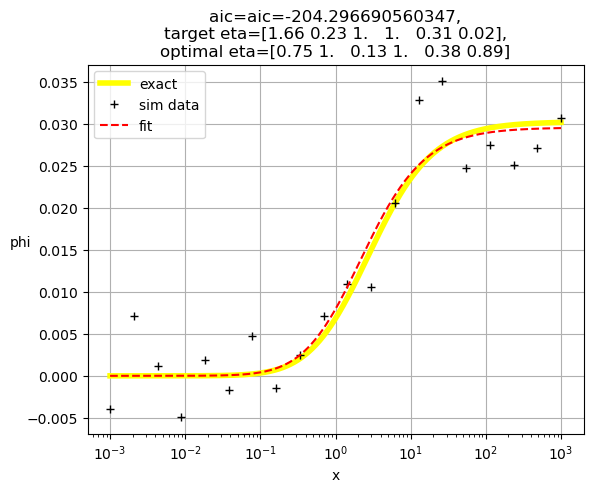 aic=aic=-204.296690560347,
target eta=[1.66 0.23 1.   1.   0.31 0.02],
optimal eta=[0.75 1.   0.13 1.   0.38 0.89]
0.035
0.030
0.025
0.020
0.015
0.010
0.005
0.000
−0.005
phi
exact
sim data
fit
10⁻³
10⁻²
10⁻¹
10⁰
10¹
10²
10³
x